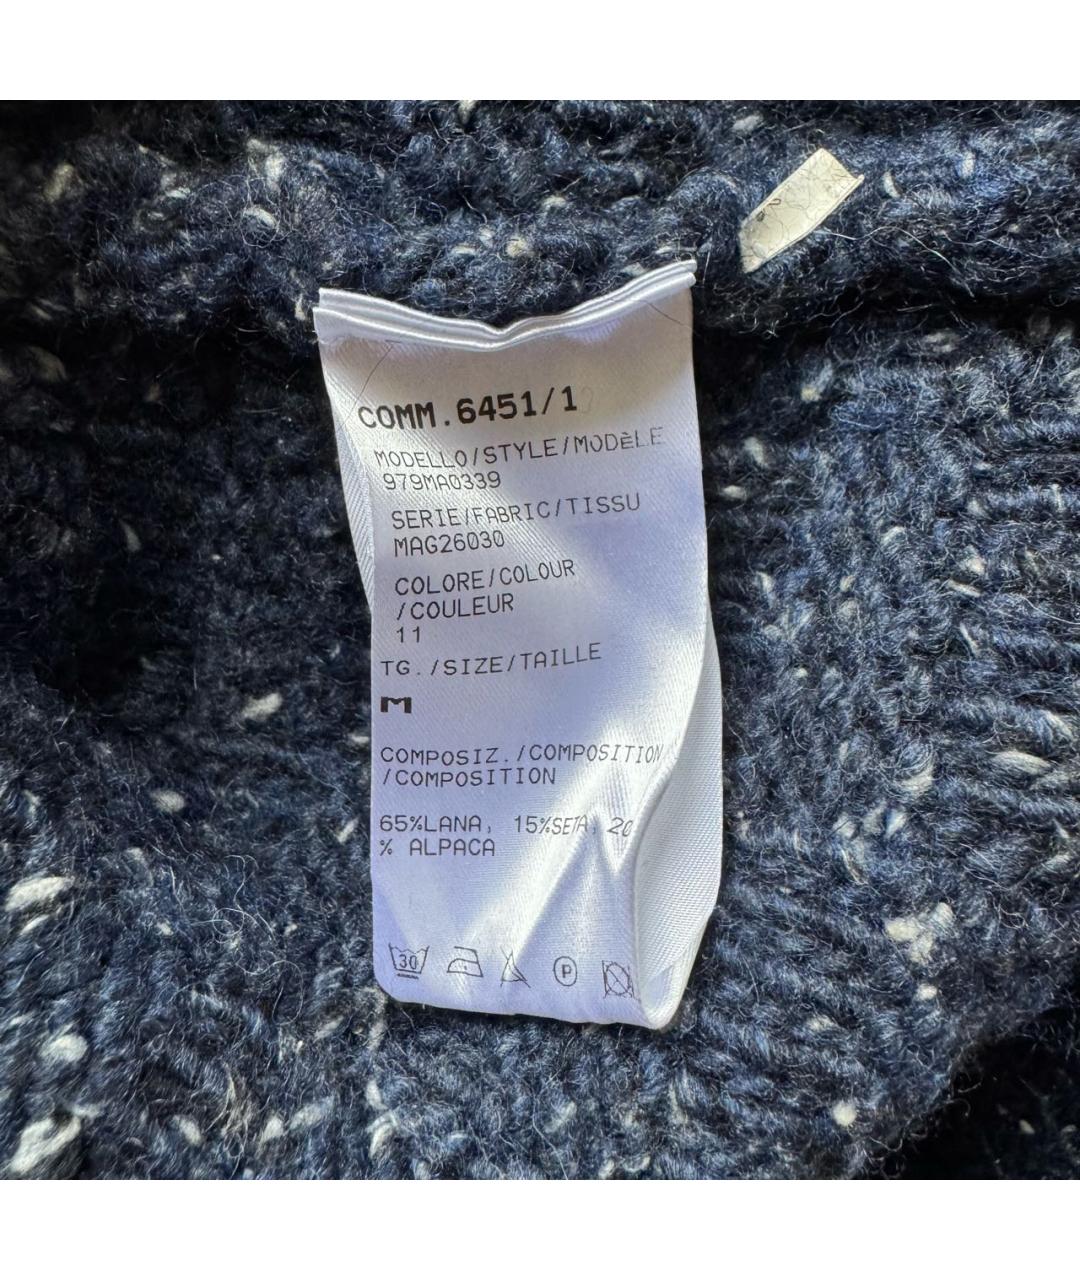 COMM.6451/1
MODELLO/STYLE/MODèLE
979MA0339
SERIE/FABRIC/TISSU
MAG26030
COLORE/COLOUR
/COULEUR
11
TG./SIZE/TAILLE
M
COMPOSIZ./COMPOSITION
/COMPOSITION
65%LANA, 15%SETA, 20
% ALPACA
30 P